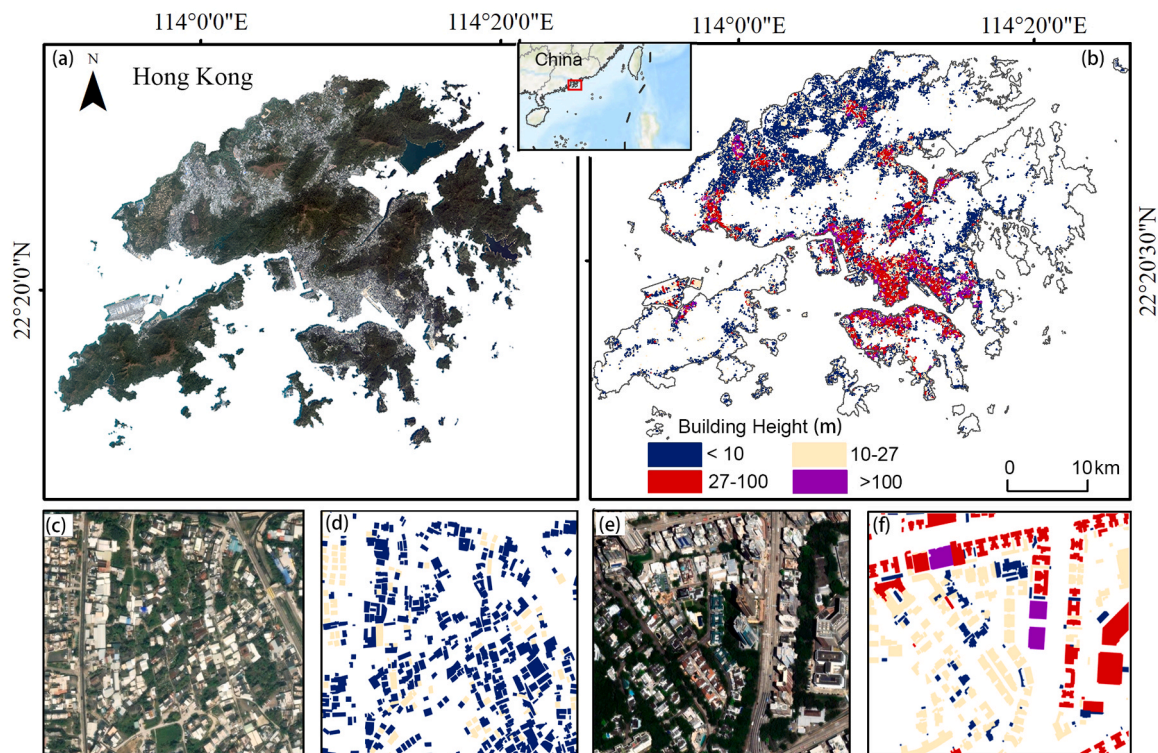 114°0'0"E
114°20'0"E
114°0'0"E
114°20'0"E
(a)
N
Hong Kong
China
(b)
22°20'0"N
22°20'30"N
Building Height (m)
< 10
10-27
27-100
>100
0
10 km
(c)
(d)
(e)
(f)